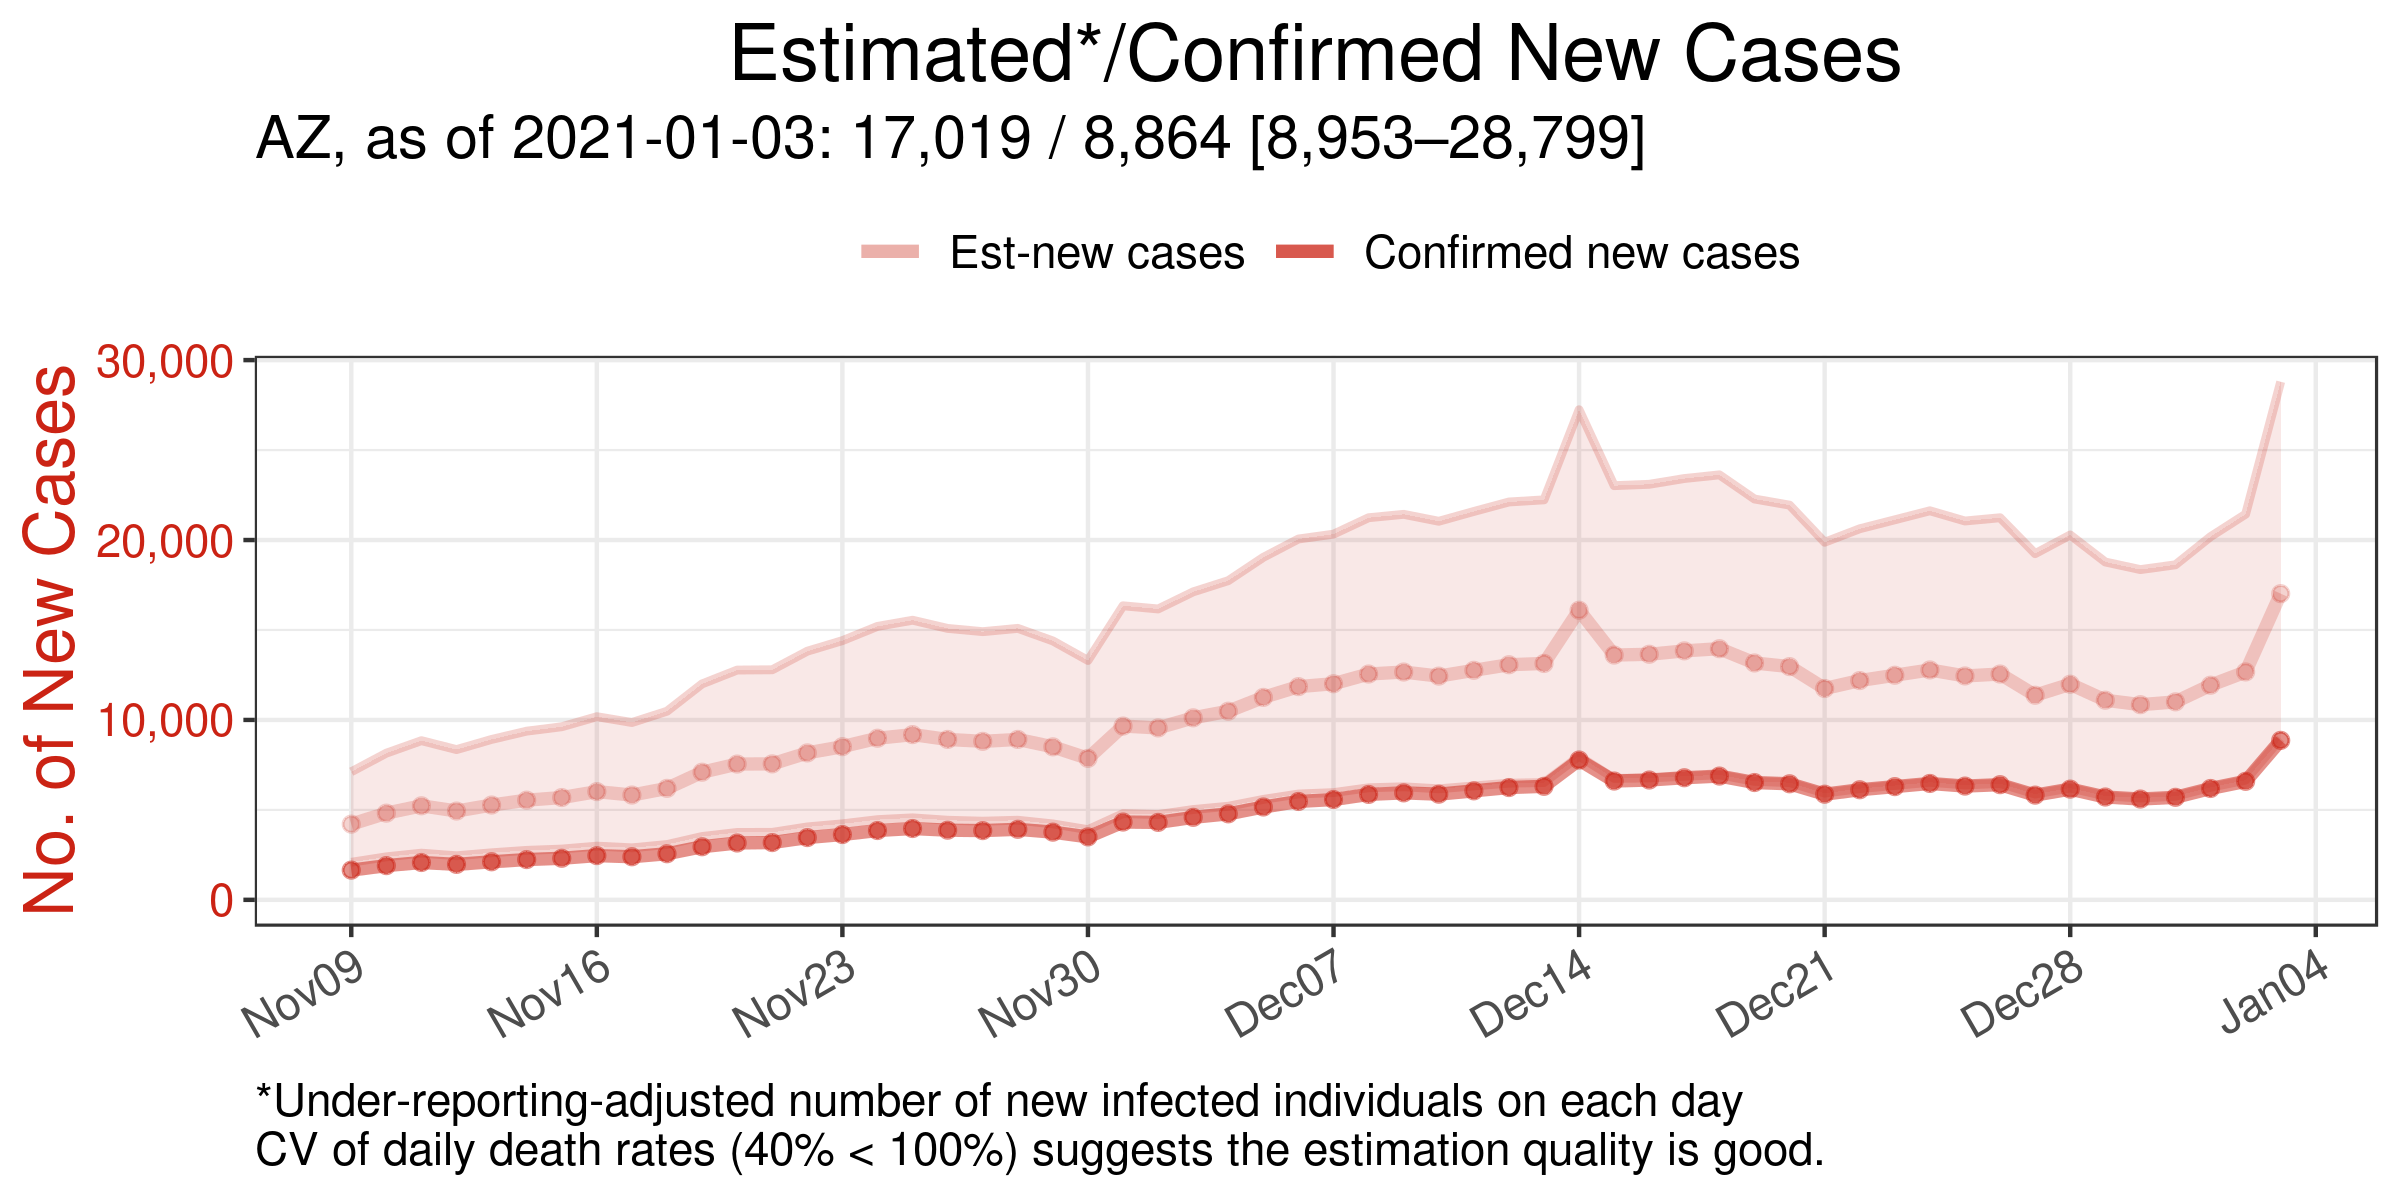 Estimated*/Confirmed New Cases
AZ, as of 2021-01-03: 17,019 / 8,864 [8,953–28,799]
Est-new cases
Confirmed new cases
No. of New Cases
30,000
20,000
10,000
0
Nov09
Nov16
Nov23
Nov30
Dec07
Dec14
Dec21
Dec28
Jan04
*Under-reporting-adjusted number of new infected individuals on each day
CV of daily death rates (40% < 100%) suggests the estimation quality is good.